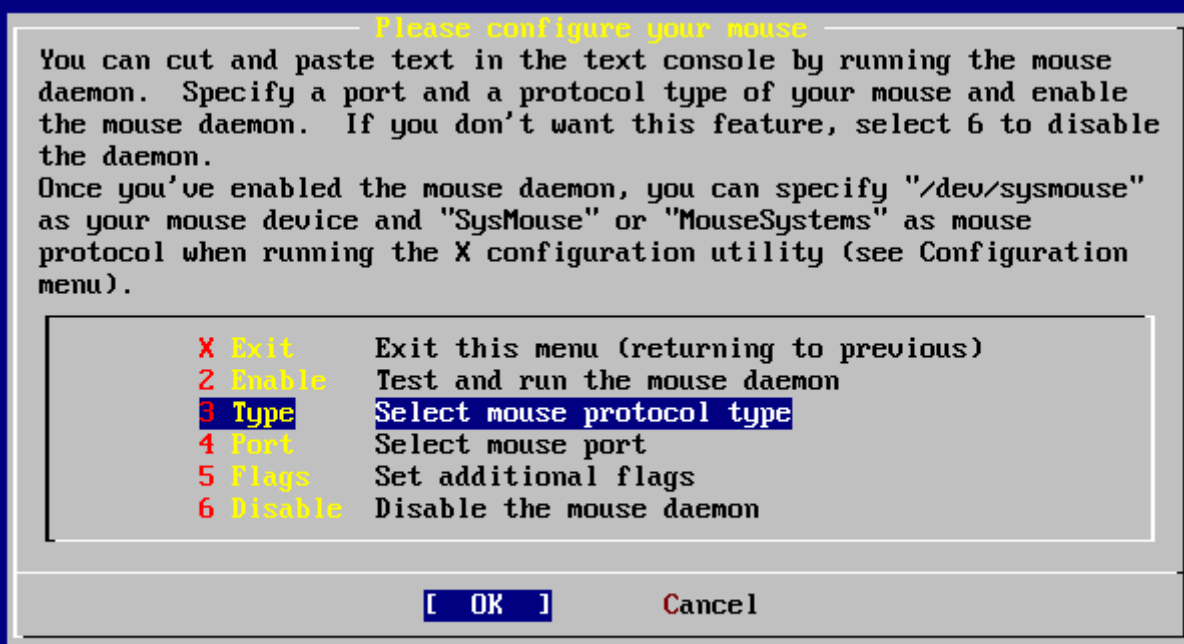 Please configure your mouse
You can cut and paste text in the text console by running the mouse
daemon.  Specify a port and a protocol type of your mouse and enable
the mouse daemon.  If you don't want this feature, select 6 to disable
the daemon.
Once you've enabled the mouse daemon, you can specify "/dev/sysmouse"
as your mouse device and "SysMouse" or "MouseSystems" as mouse
protocol when running the X configuration utility (see Configuration
menu).
X Exit     Exit this menu (returning to previous)
2 Enable   Test and run the mouse daemon
3 Type     Select mouse protocol type
4 Port     Select mouse port
5 Flags    Set additional flags
6 Disable  Disable the mouse daemon
[  OK  ]       Cancel